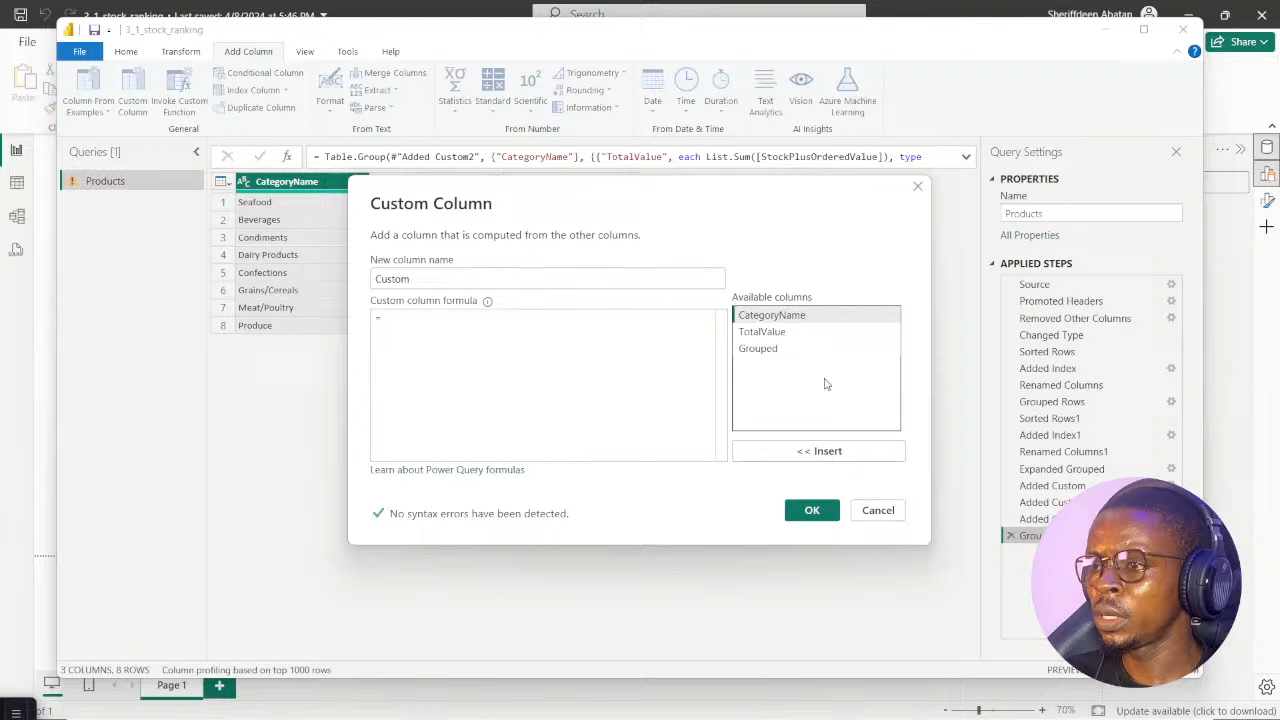 saved: 4/8/2024 at 5:46 PM
Search
Sheriffdeen Abatan
File
Share
Paste
3_1_stock_ranking
File
Home
Transform
Add Column
View
Tools
Help
Column From Examples
Custom Column
Invoke Custom Function
Conditional Column
Index Column
Duplicate Column
General
Format
Merge Columns
Extract
Parse
From Text
Statistics
Standard
Scientific
Trigonometry
Rounding
Information
From Number
Date
Time
Duration
From Date & Time
Text Analytics
Vision
Azure Machine Learning
AI Insights
Queries [1]
Products
= Table.Group(#"Added Custom2", {"CategoryName"}, {{"TotalValue", each List.Sum([StockPlusOrderedValue]), type
CategoryName
1 Seafood
2 Beverages
3 Condiments
4 Dairy Products
5 Confections
6 Grains/Cereals
7 Meat/Poultry
8 Produce
Custom Column
Add a column that is computed from the other columns.
New column name
Custom
Custom column formula
=
Available columns
CategoryName
TotalValue
Grouped
<< Insert
Learn about Power Query formulas
No syntax errors have been detected.
OK
Cancel
Query Settings
PROPERTIES
Name
Products
All Properties
APPLIED STEPS
Source
Promoted Headers
Removed Other Columns
Changed Type
Sorted Rows
Added Index
Renamed Columns
Grouped Rows
Sorted Rows1
Added Index1
Renamed Columns1
Expanded Grouped
Added Custom
Added Cu
Added
Grou
3 COLUMNS, 8 ROWS
Column profiling based on top 1000 rows
PREVIE
Page 1
of 1
70%
Update available (click to download)